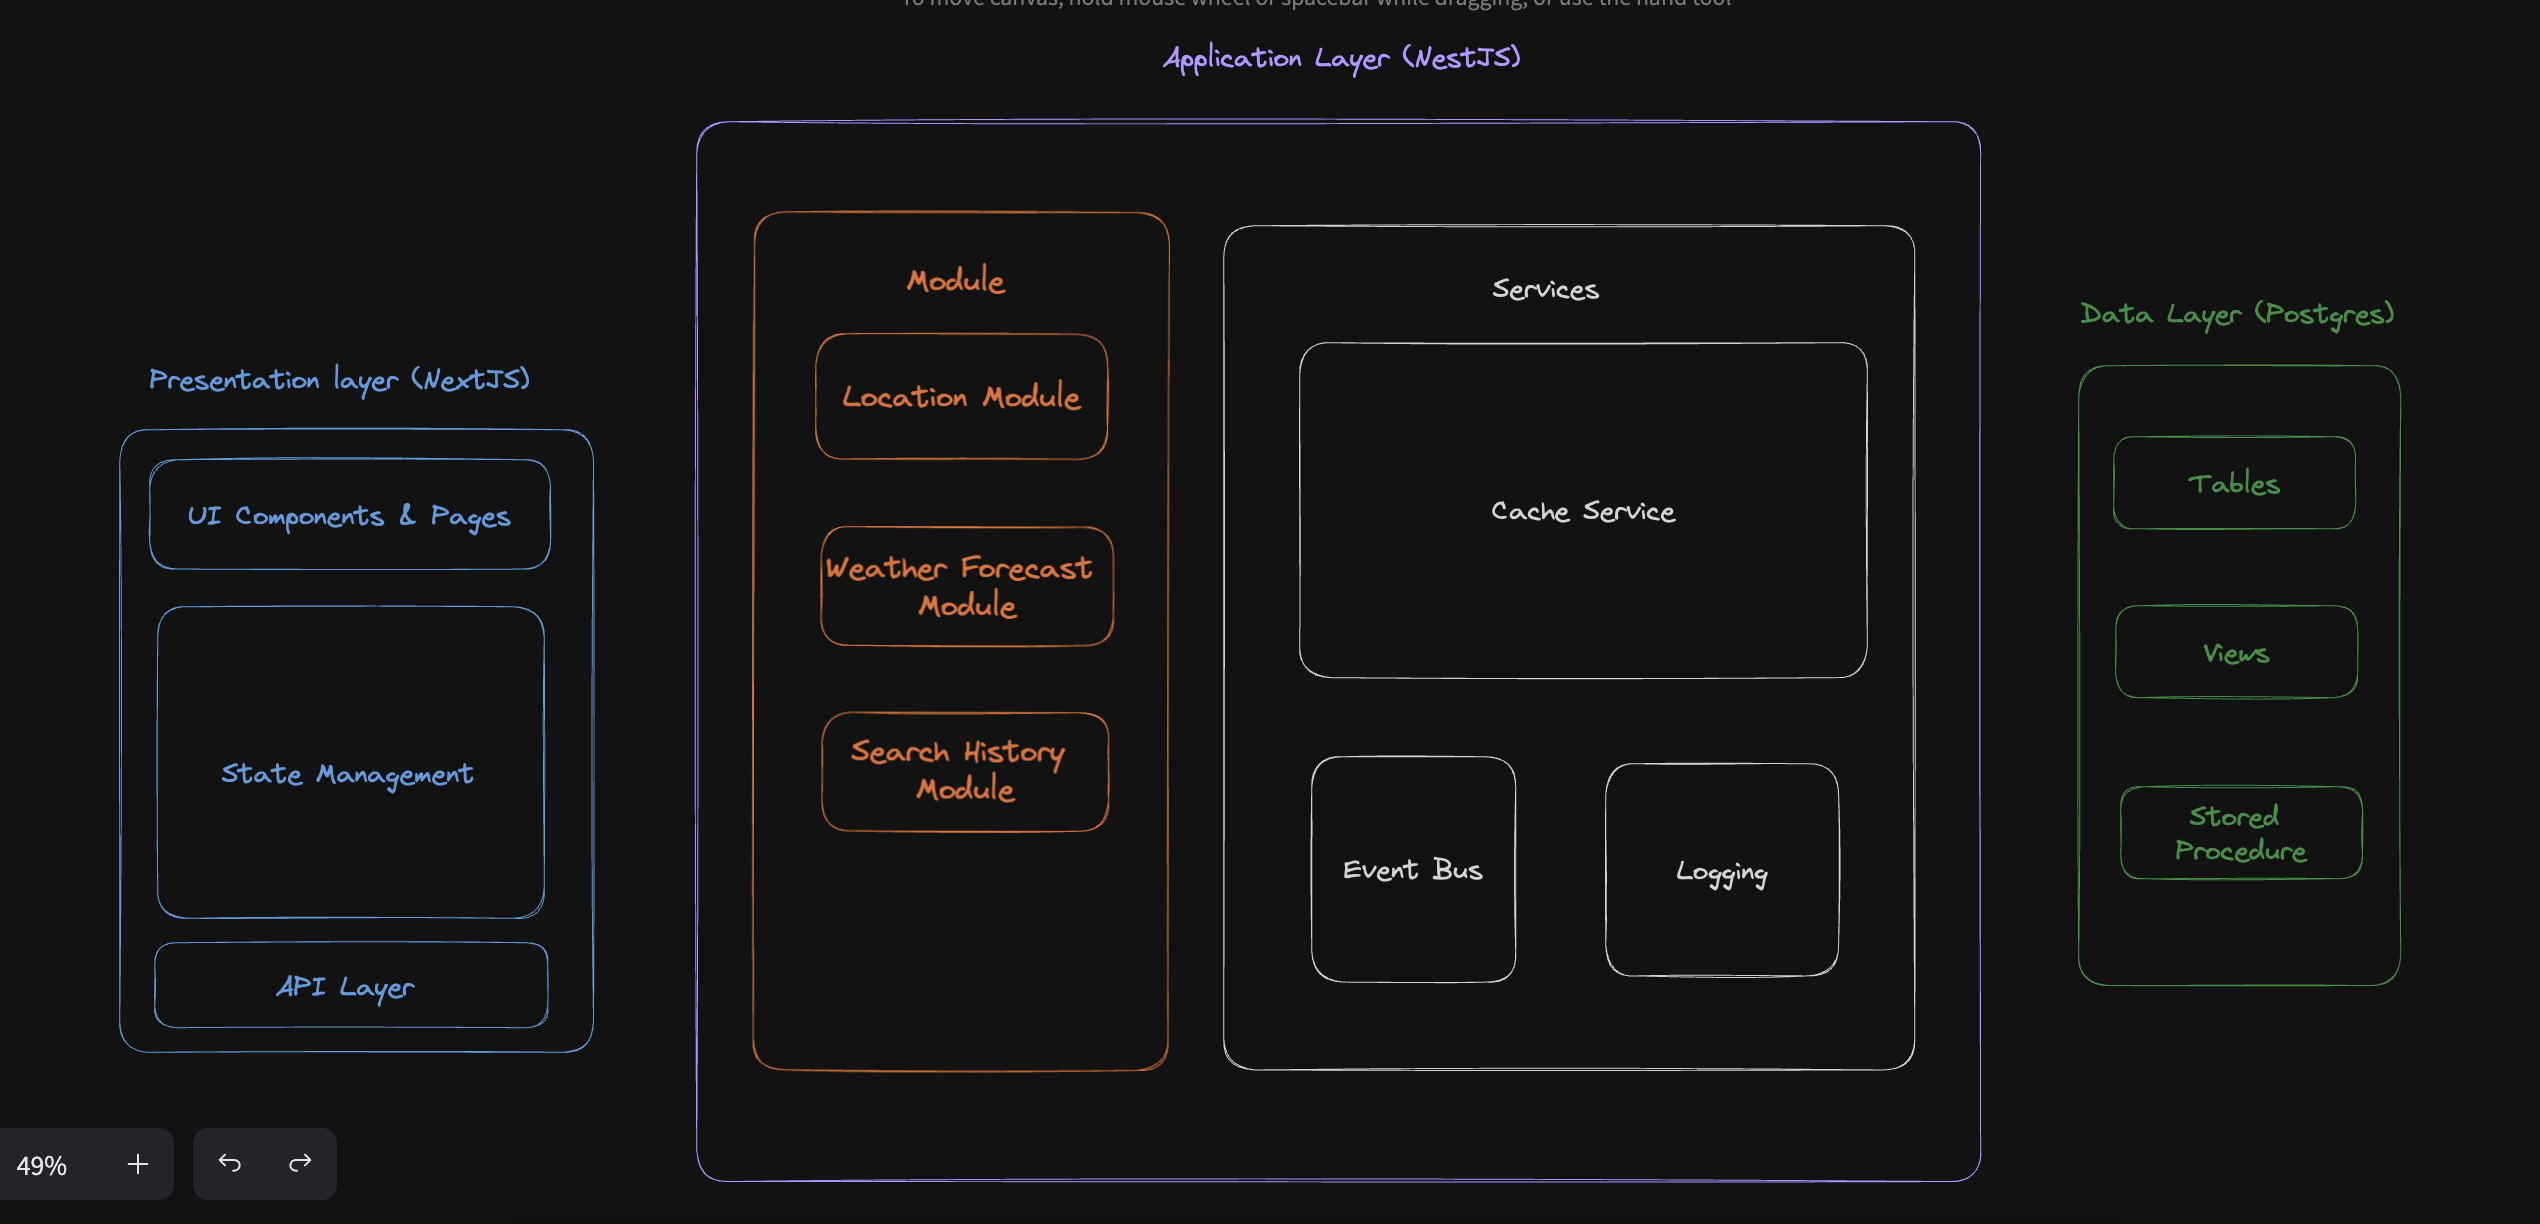 To move canvas, hold mouse wheel or spacebar while dragging, or use the hand tool
Application Layer (NestJS)
Presentation layer (NextJS)
UI Components & Pages
State Management
API Layer
Module
Location Module
Weather Forecast
Module
Search History
Module
Services
Cache Service
Event Bus
Logging
Data Layer (Postgres)
Tables
Views
Stored
Procedure
49%